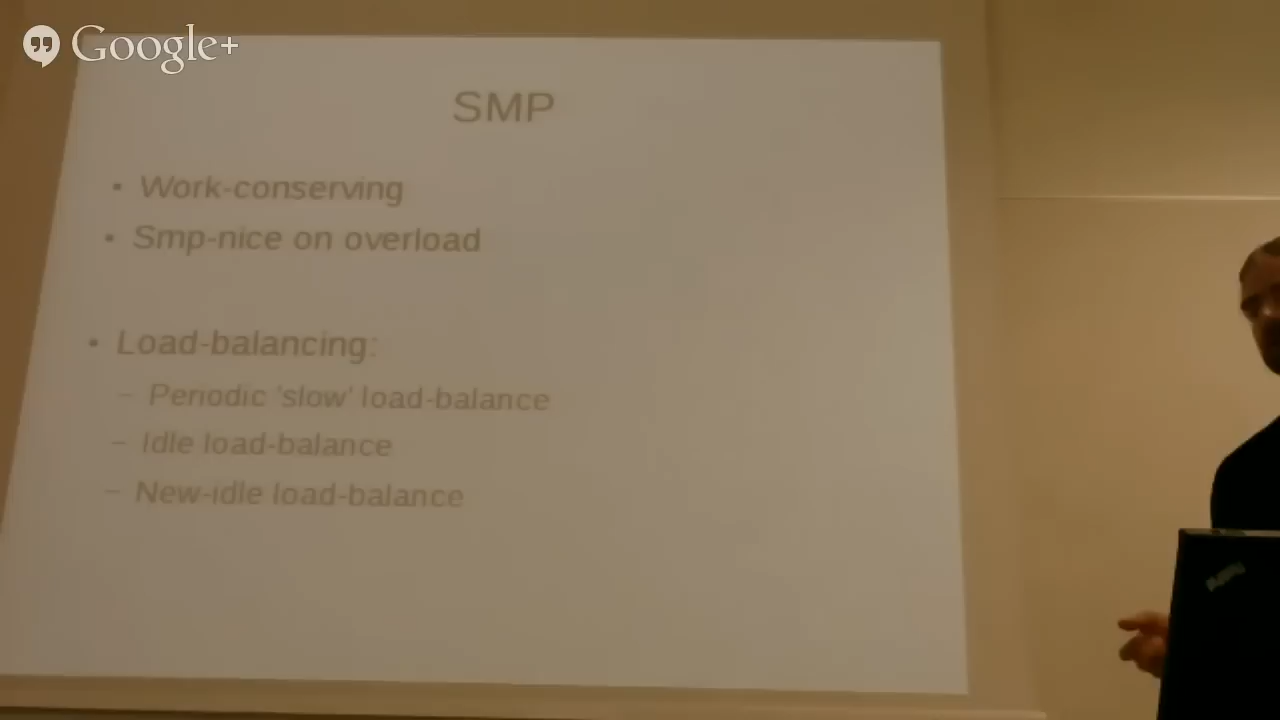 Google+
SMP
• Work-conserving
• Smp-nice on overload
• Load-balancing:
– Periodic 'slow' load-balance
– Idle load-balance
– New-idle load-balance